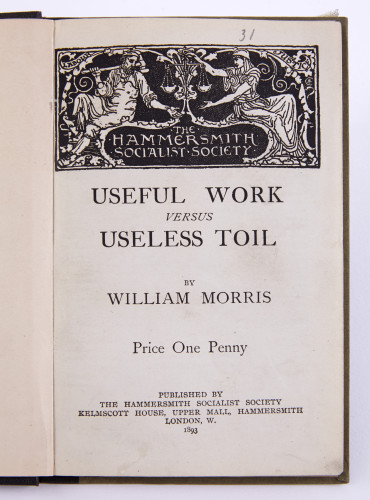 31
THE
HAMMERSMITH
SOCIALIST·SOCIETY·
USEFUL WORK
VERSUS
USELESS TOIL
BY
WILLIAM MORRIS
Price One Penny
PUBLISHED BY
THE HAMMERSMITH SOCIALIST SOCIETY
KELMSCOTT HOUSE, UPPER MALL, HAMMERSMITH
LONDON, W.
1893